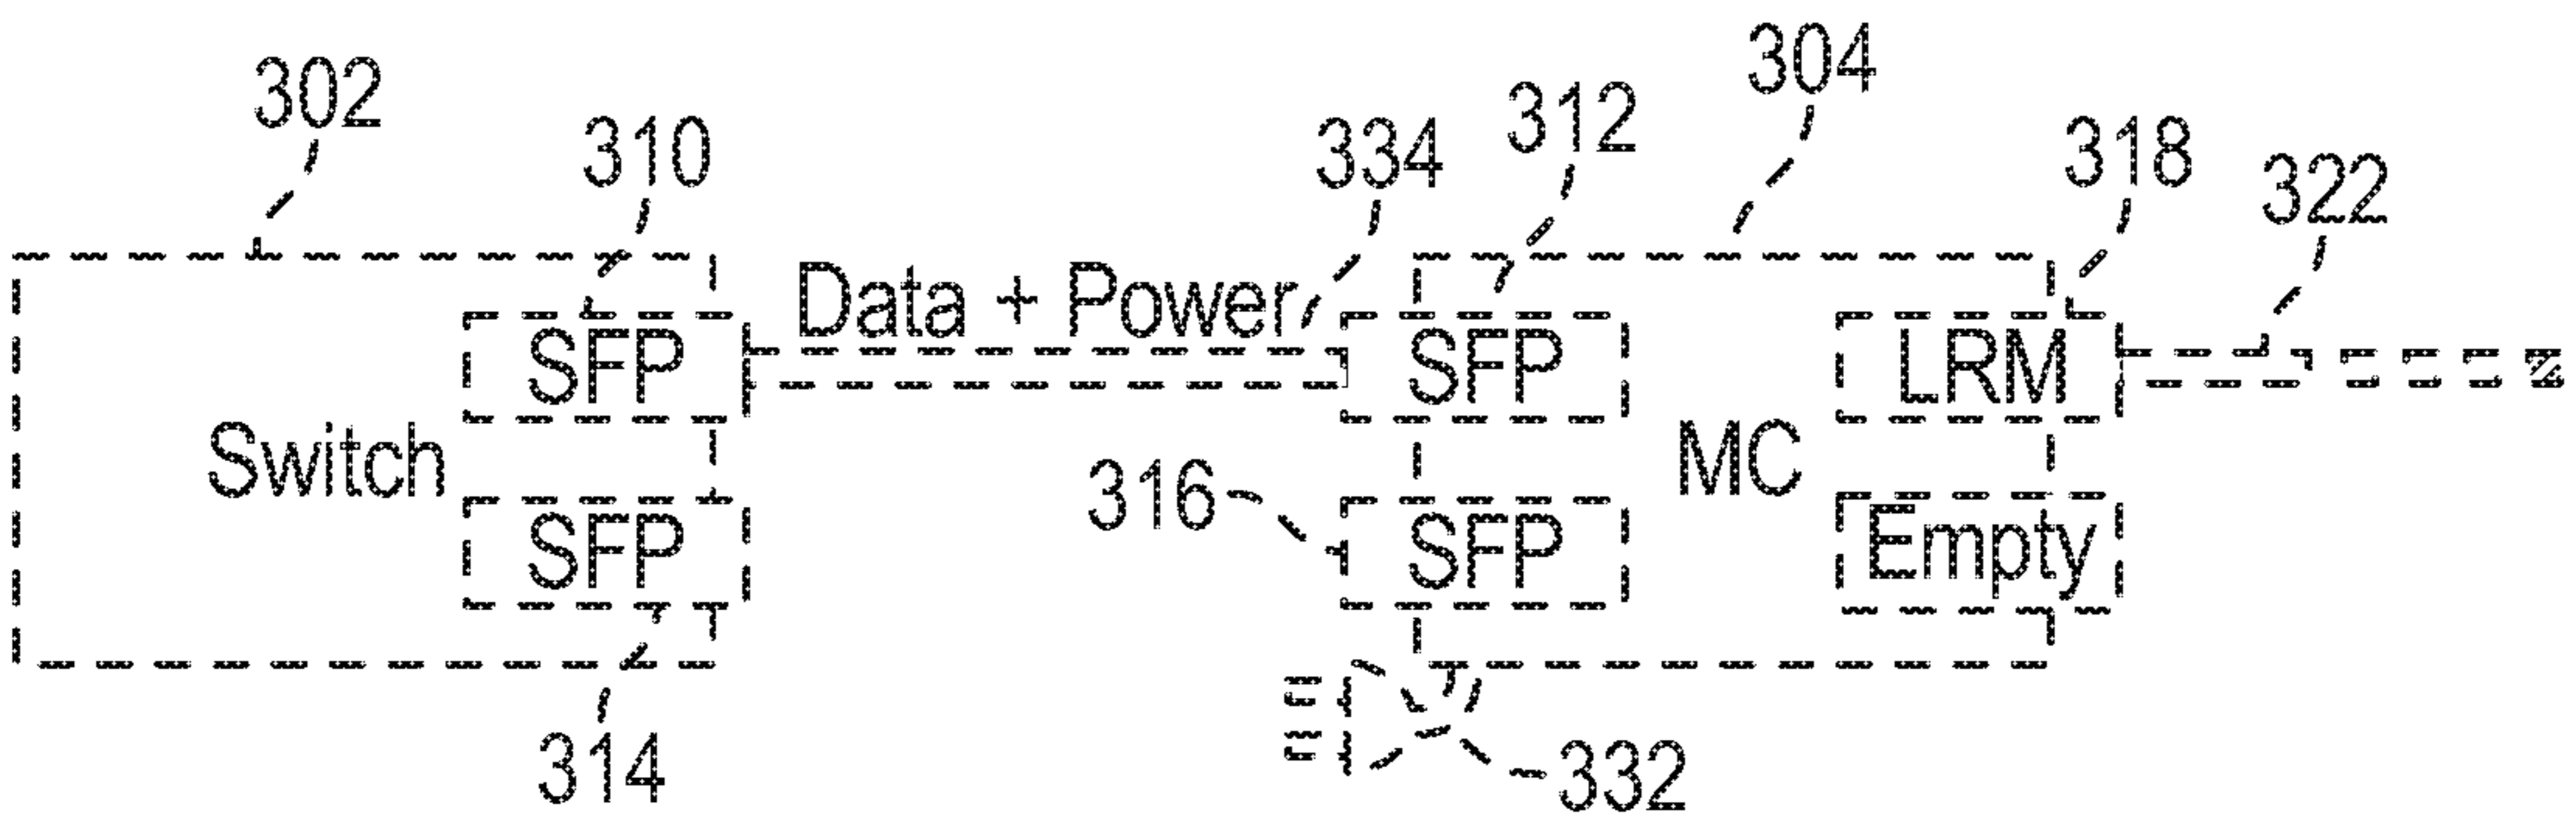 304
302
312
310
334
318
322
Data + Power
SFP
SFP
LRM
Switch
MC
316
SFP
SFP
Empty
314
332